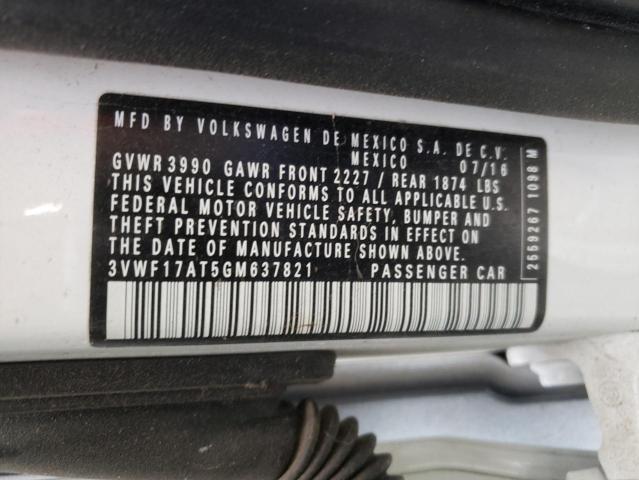 MFD BY VOLKSWAGEN DE MEXICO S.A. DE C.V.
MEXICO 07/16
GVWR 3990 GAWR FRONT 2227 / REAR 1874 LBS
THIS VEHICLE CONFORMS TO ALL APPLICABLE U.S.
FEDERAL MOTOR VEHICLE SAFETY, BUMPER AND
THEFT PREVENTION STANDARDS IN EFFECT ON
THE DATE OF MANUFACTURE SHOWN ABOVE.
3VWF17AT5GM637821 PASSENGER CAR
2559267 1098 M